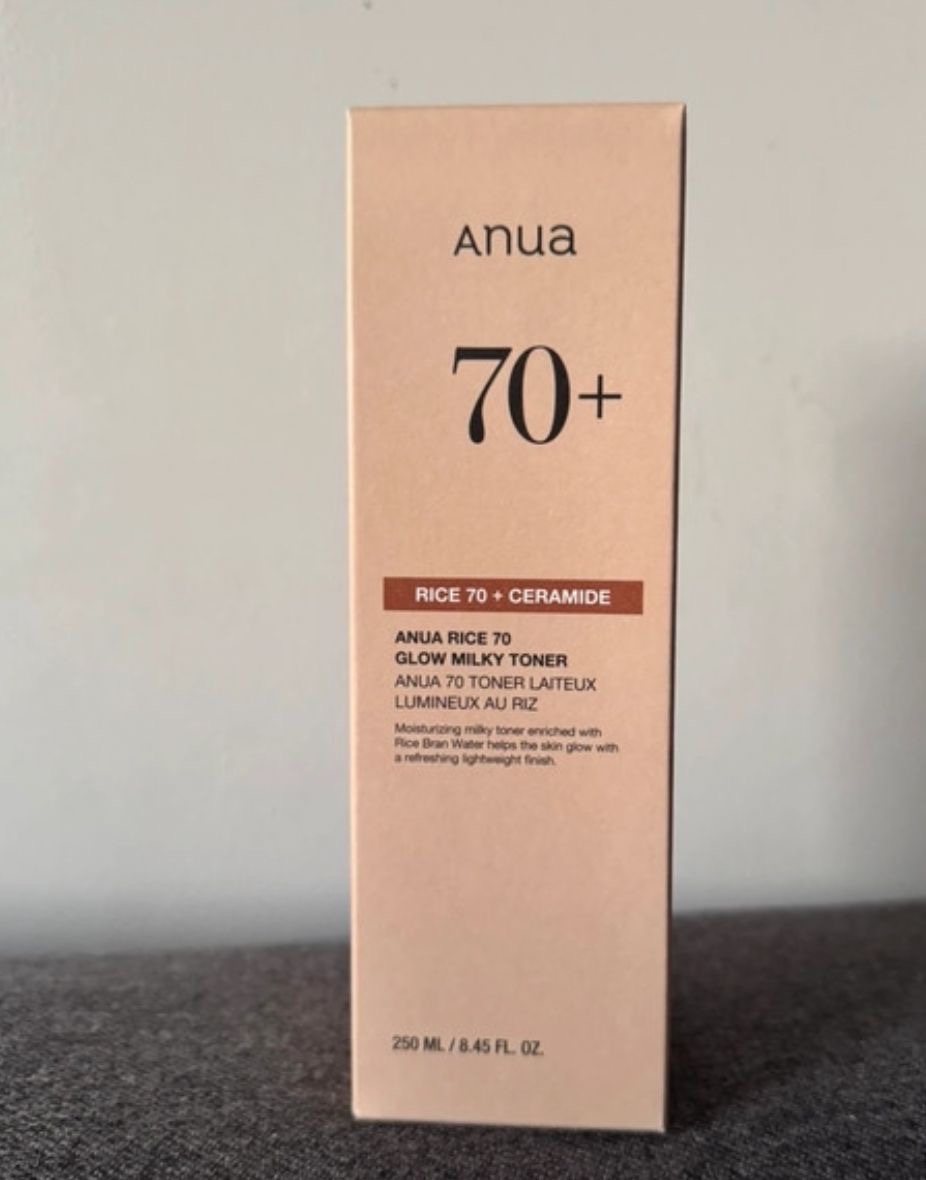 Anua
70+
RICE 70 + CERAMIDE
ANUA RICE 70
GLOW MILKY TONER
ANUA 70 TONER LAITEUX
LUMINEUX AU RIZ
Moisturizing milky toner enriched with
Rice Bran Water helps the skin glow with
a refreshing lightweight finish.
250 ML / 8.45 FL. OZ.